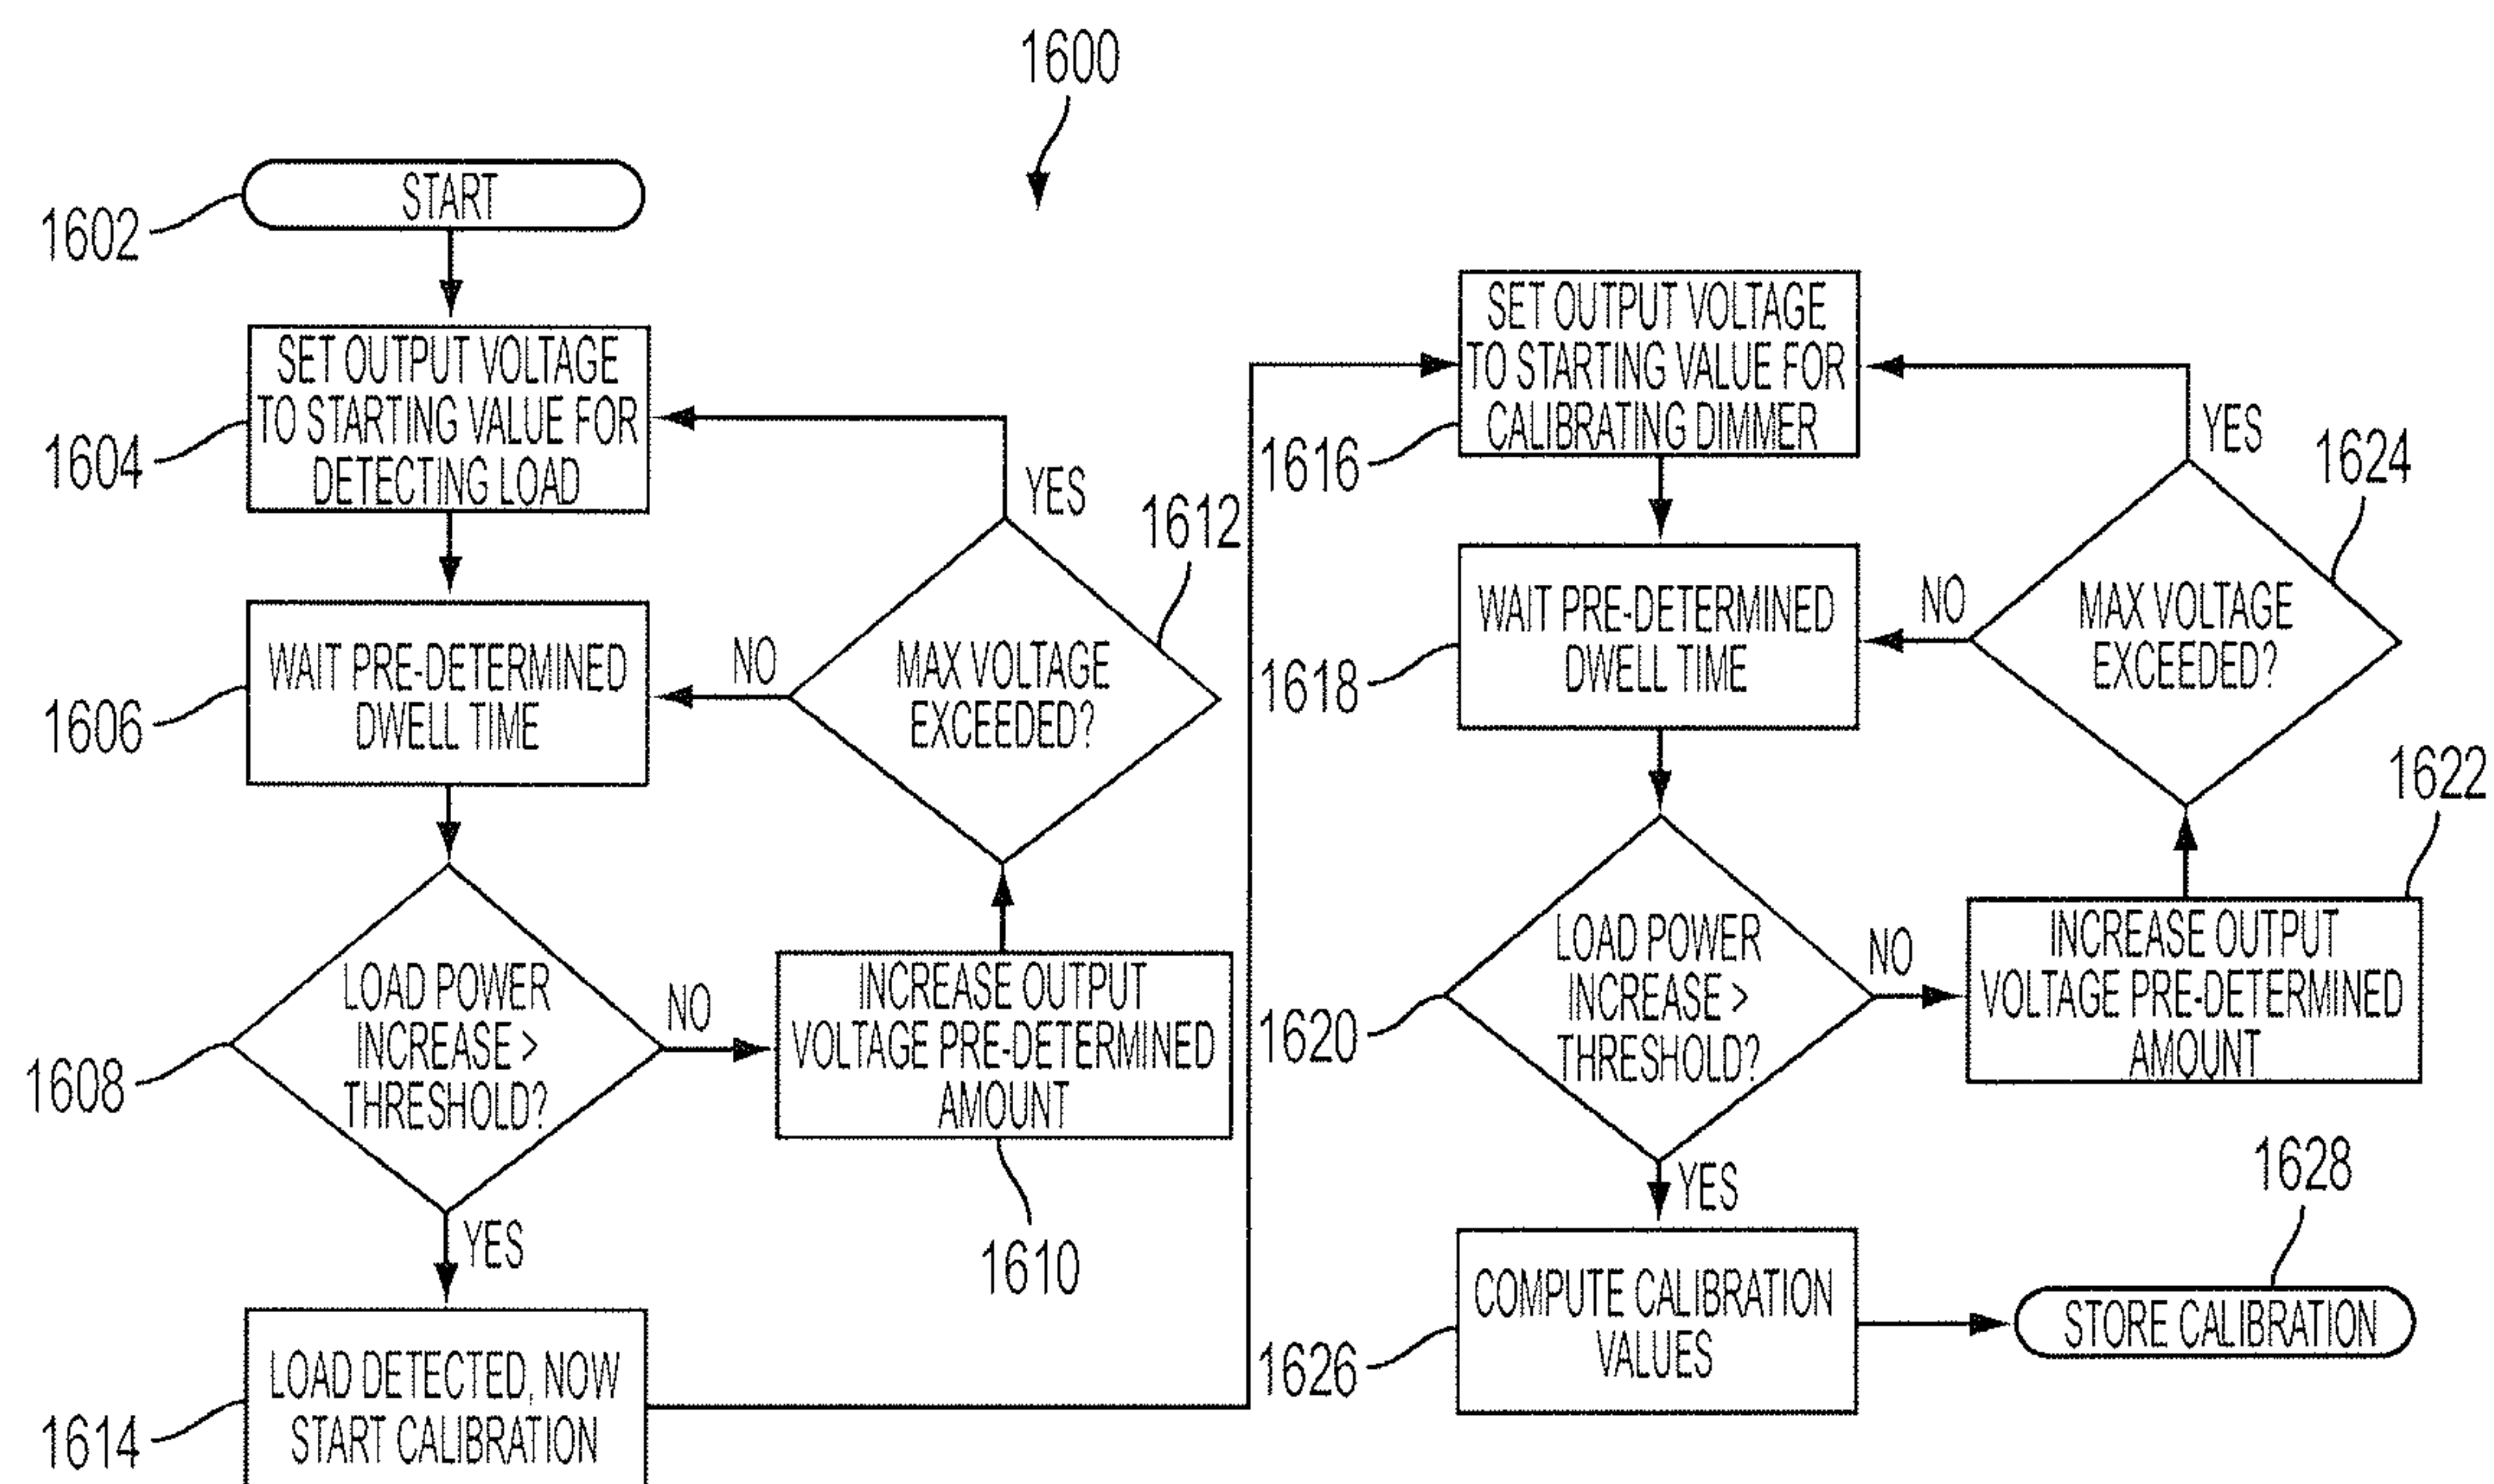 1600
START
1602
SET OUTPUT VOLTAGE
TO STARTING VALUE FOR
DETECTING LOAD
1604
WAIT PRE-DETERMINED
DWELL TIME
1606
LOAD POWER
INCREASE >
THRESHOLD?
1608
NO
YES
INCREASE OUTPUT
VOLTAGE PRE-DETERMINED
AMOUNT
1610
MAX VOLTAGE
EXCEEDED?
1612
NO
YES
LOAD DETECTED, NOW
START CALIBRATION
1614
SET OUTPUT VOLTAGE
TO STARTING VALUE FOR
CALIBRATING DIMMER
1616
WAIT PRE-DETERMINED
DWELL TIME
1618
LOAD POWER
INCREASE >
THRESHOLD?
1620
NO
YES
INCREASE OUTPUT
VOLTAGE PRE-DETERMINED
AMOUNT
1622
MAX VOLTAGE
EXCEEDED?
1624
NO
YES
COMPUTE CALIBRATION
VALUES
1626
STORE CALIBRATION
1628